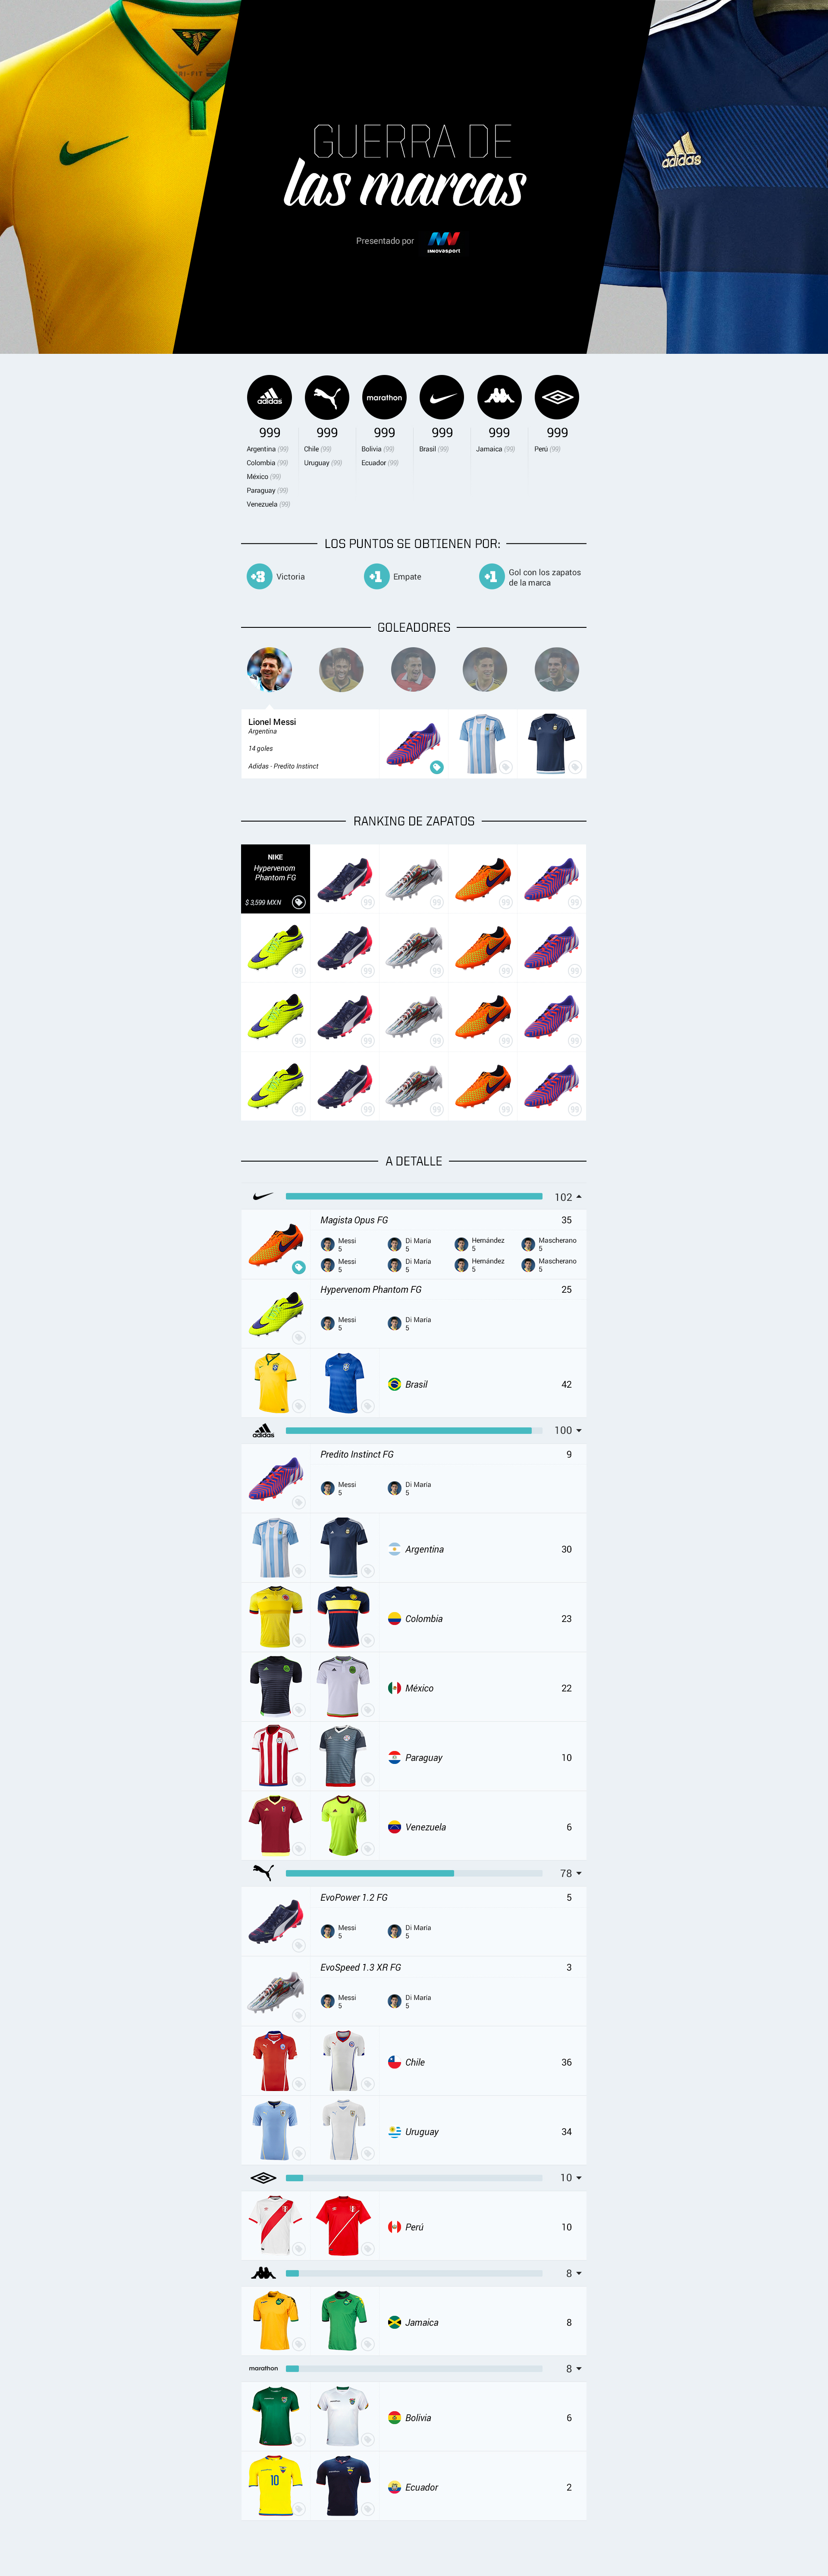 DRI-FIT
adidas
GUERRA DE
las marcas
Presentado por
innovasport
adidas
marathon
999
999
999
999
999
999
Argentina (99)
Colombia (99)
México (99)
Paraguay (99)
Venezuela (99)
Chile (99)
Uruguay (99)
Bolivia (99)
Ecuador (99)
Brasil (99)
Jamaica (99)
Perú (99)
LOS PUNTOS SE OBTIENEN POR:
+3 Victoria
+1 Empate
+1 Gol con los zapatos
de la marca
GOLEADORES
Lionel Messi
Argentina
14 goles
Adidas - Predito Instinct
RANKING DE ZAPATOS
NIKE
Hypervenom
Phantom FG
$ 3,599 MXN
99 99 99 99
99 99 99 99 99
99 99 99 99 99
99 99 99 99 99
A DETALLE
102
Magista Opus FG 35
Messi Di María Hernández Mascherano
5 5 5 5
Messi Di María Hernández Mascherano
5 5 5 5
Hypervenom Phantom FG 25
Messi Di María
5 5
Brasil 42
adidas 100
Predito Instinct FG 9
Messi Di María
5 5
Argentina 30
Colombia 23
México 22
Paraguay 10
Venezuela 6
78
EvoPower 1.2 FG 5
Messi Di María
5 5
EvoSpeed 1.3 XR FG 3
Messi Di María
5 5
Chile 36
Uruguay 34
10
Perú 10
8
Jamaica 8
marathon 8
Bolivia 6
10
Ecuador 2